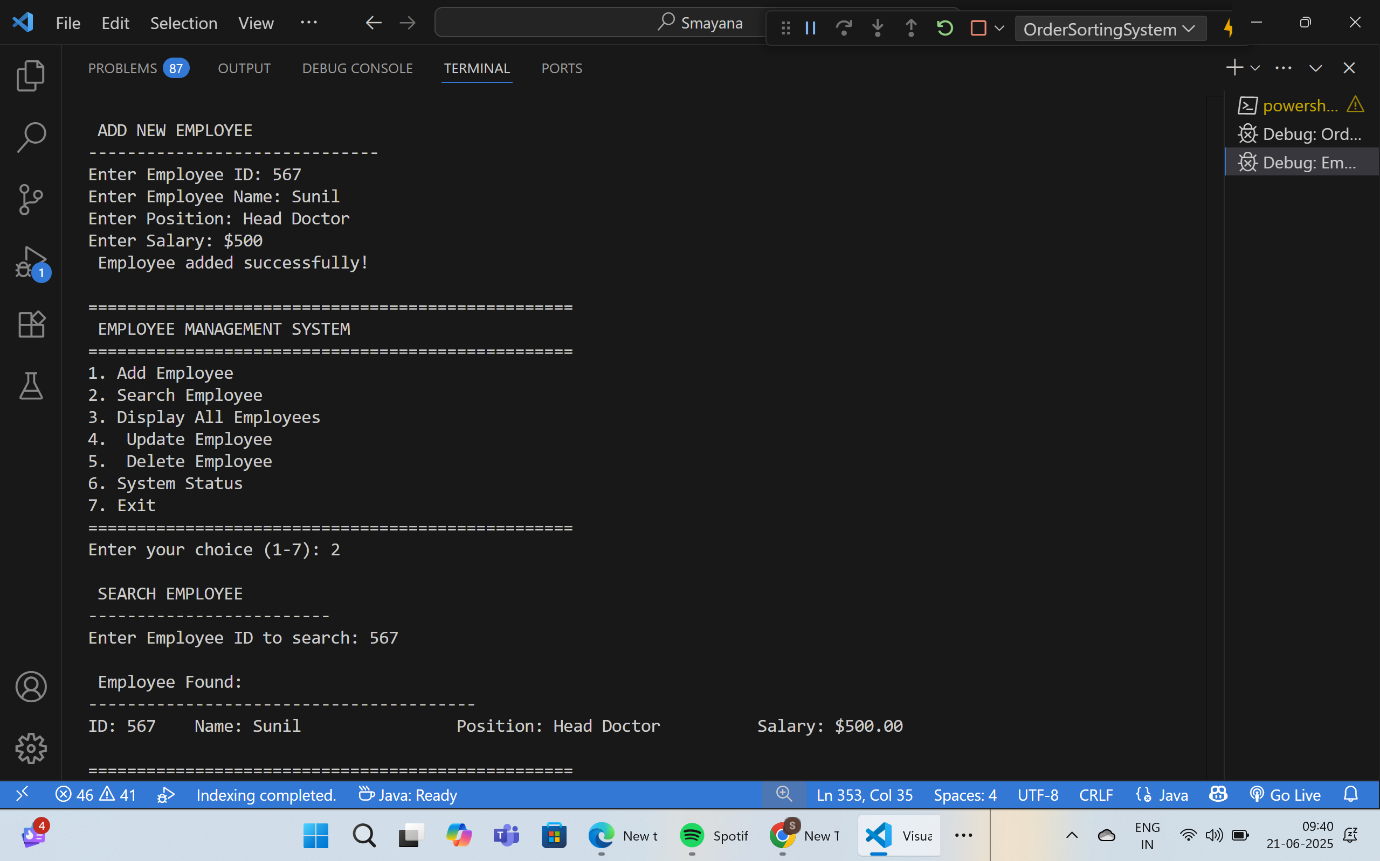 File Edit Selection View ··· Smayana OrderSortingSystem
PROBLEMS 87 OUTPUT DEBUG CONSOLE TERMINAL PORTS
powersh...
Debug: Ord...
Debug: Em...
1
ADD NEW EMPLOYEE
------------------------------
Enter Employee ID: 567
Enter Employee Name: Sunil
Enter Position: Head Doctor
Enter Salary: $500
Employee added successfully!
==================================================
EMPLOYEE MANAGEMENT SYSTEM
==================================================
1. Add Employee
2. Search Employee
3. Display All Employees
4.  Update Employee
5.  Delete Employee
6. System Status
7. Exit
==================================================
Enter your choice (1-7): 2
SEARCH EMPLOYEE
-------------------------
Enter Employee ID to search: 567
Employee Found:
----------------------------------------
ID: 567    Name: Sunil                Position: Head Doctor          Salary: $500.00
==================================================
46 41 Indexing completed. Java: Ready Ln 353, Col 35 Spaces: 4 UTF-8 CRLF Java Go Live
4 New t Spotif S New T Visua ··· ENG IN 09:40 21-06-2025